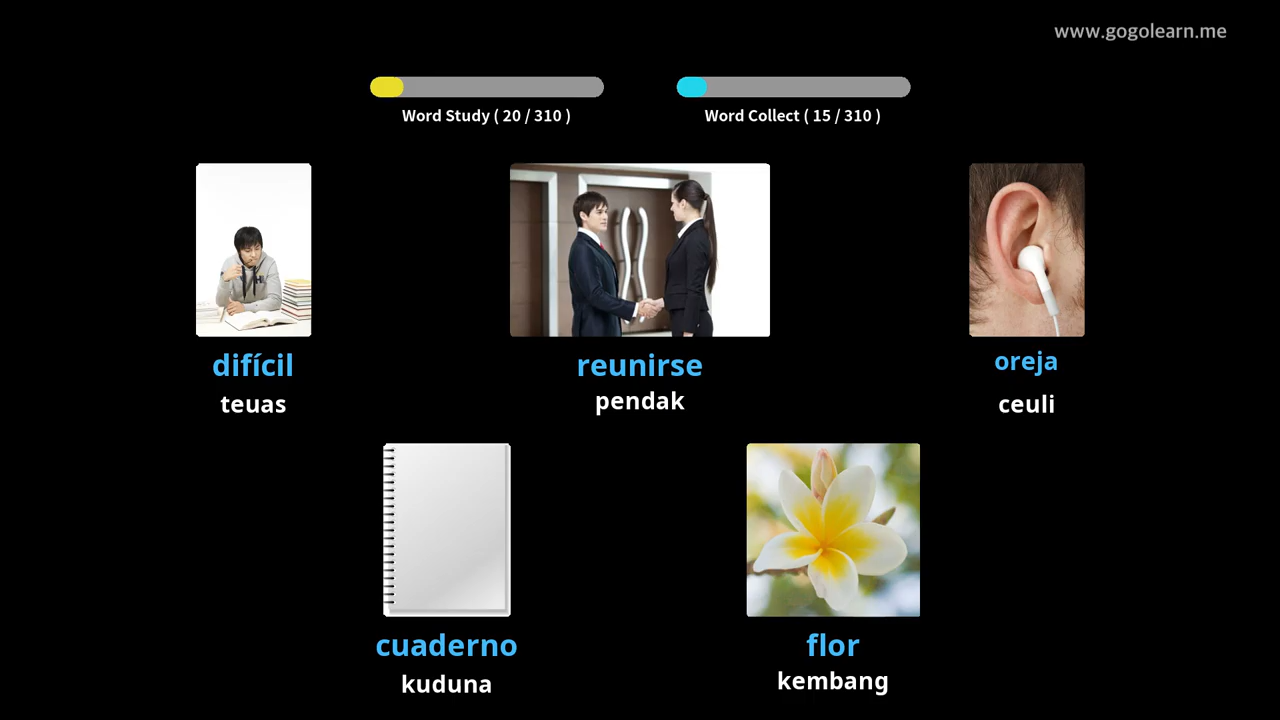 www.gogolearn.me
Word Study ( 20 / 310 )
Word Collect ( 15 / 310 )
difícil
teuas
reunirse
pendak
oreja
ceuli
cuaderno
kuduna
flor
kembang